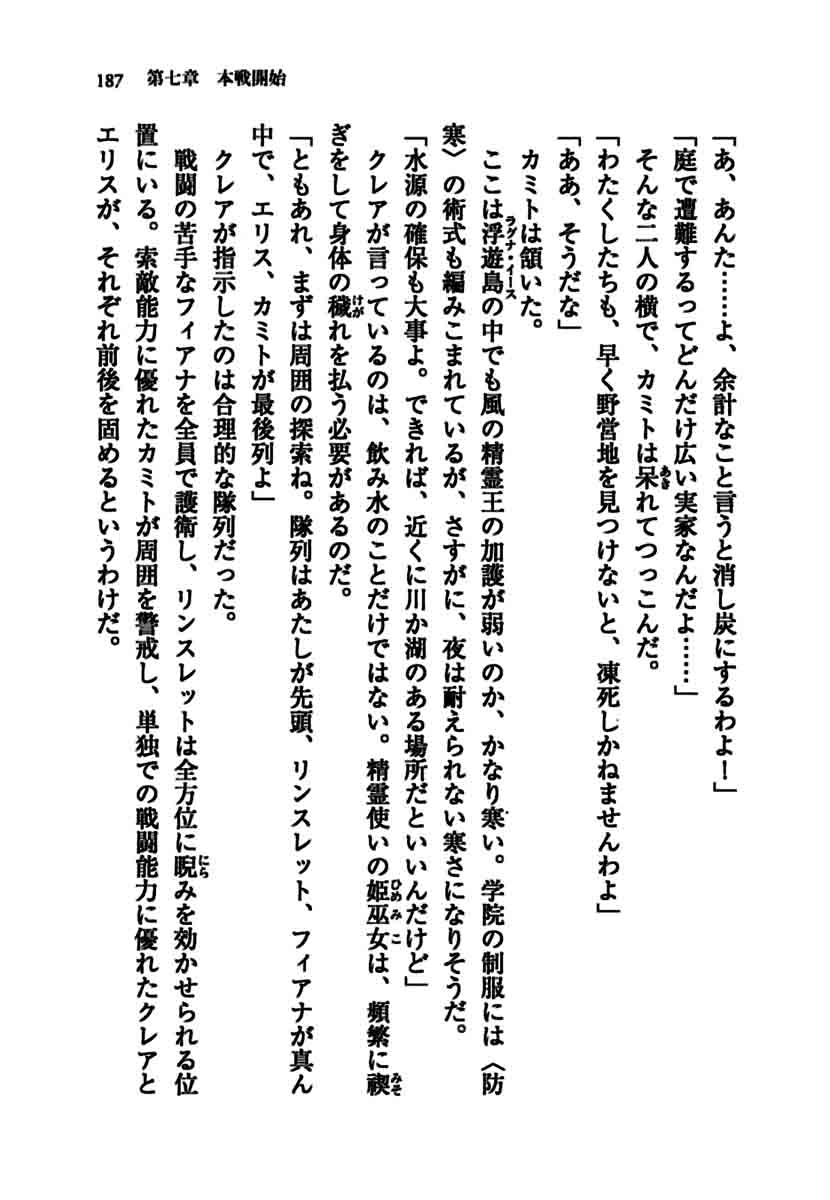 187 第七章 本戦開始
「あ、あんた……よ、余計なこと言うと消し炭にするわよ！」
「庭で遭難するってどんだけ広い実家なんだよ……」
そんな二人の横で、カミトは呆れてつっこんだ。
「わたくしたちも、早く野営地を見つけないと、凍死しかねませんわよ」
「ああ、そうだな」
カミトは頷いた。
ここは浮遊島の中でも風の精霊王の加護が弱いのか、かなり寒い。学院の制服には〈防
寒〉の術式も編みこまれているが、さすがに、夜は耐えられない寒さになりそうだ。
「水源の確保も大事よ。できれば、近くに川か湖のある場所だといいんだけど」
クレアが言っているのは、飲み水のことだけではない。精霊使いの姫巫女は、頻繁に禊
ぎをして身体の穢れを払う必要があるのだ。
「ともあれ、まずは周囲の探索ね。隊列はあたしが先頭、リンスレット、フィアナが真ん
中で、エリス、カミトが最後列よ」
クレアが指示したのは合理的な隊列だった。
戦闘の苦手なフィアナを全員で護衛し、リンスレットは全方位に睨みを効かせられる位
置にいる。索敵能力に優れたカミトが周囲を警戒し、単独での戦闘能力に優れたクレアと
エリスが、それぞれ前後を固めるというわけだ。